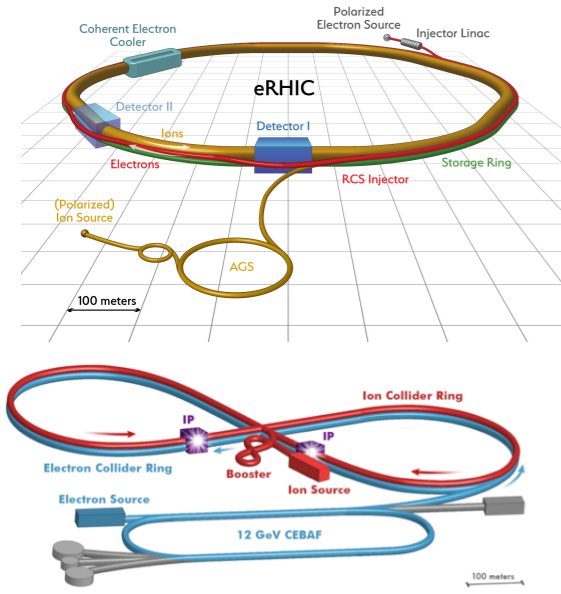 Polarized
Electron Source
Injector Linac
Coherent Electron
Cooler
eRHIC
Detector II
Ions
Detector I
Electrons
Storage Ring
RCS Injector
(Polarized)
Ion Source
AGS
100 meters
Ion Collider Ring
IP
IP
Electron Collider Ring
Booster
Ion Source
Electron Source
12 GeV CEBAF
100 meters